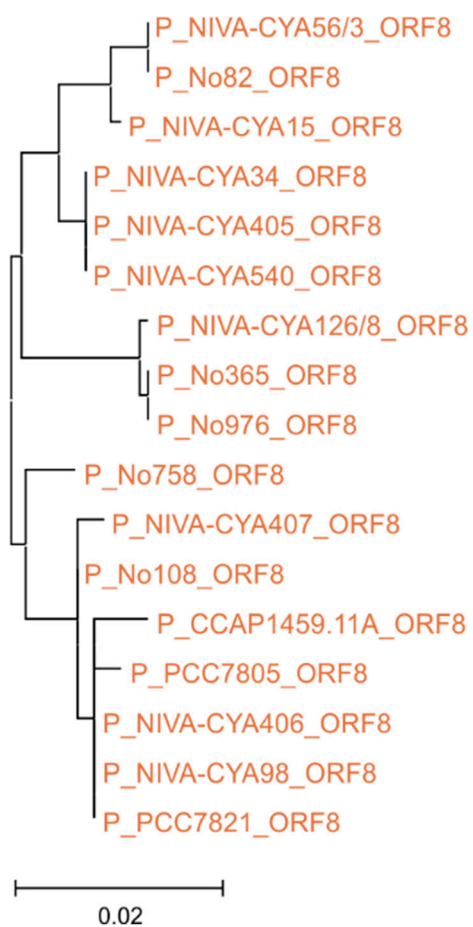 P_NIVA-CYA56/3_ORF8
P_No82_ORF8
P_NIVA-CYA15_ORF8
P_NIVA-CYA34_ORF8
P_NIVA-CYA405_ORF8
P_NIVA-CYA540_ORF8
P_NIVA-CYA126/8_ORF8
P_No365_ORF8
P_No976_ORF8
P_No758_ORF8
P_NIVA-CYA407_ORF8
P_No108_ORF8
P_CCAP1459.11A_ORF8
P_PCC7805_ORF8
P_NIVA-CYA406_ORF8
P_NIVA-CYA98_ORF8
P_PCC7821_ORF8
0.02